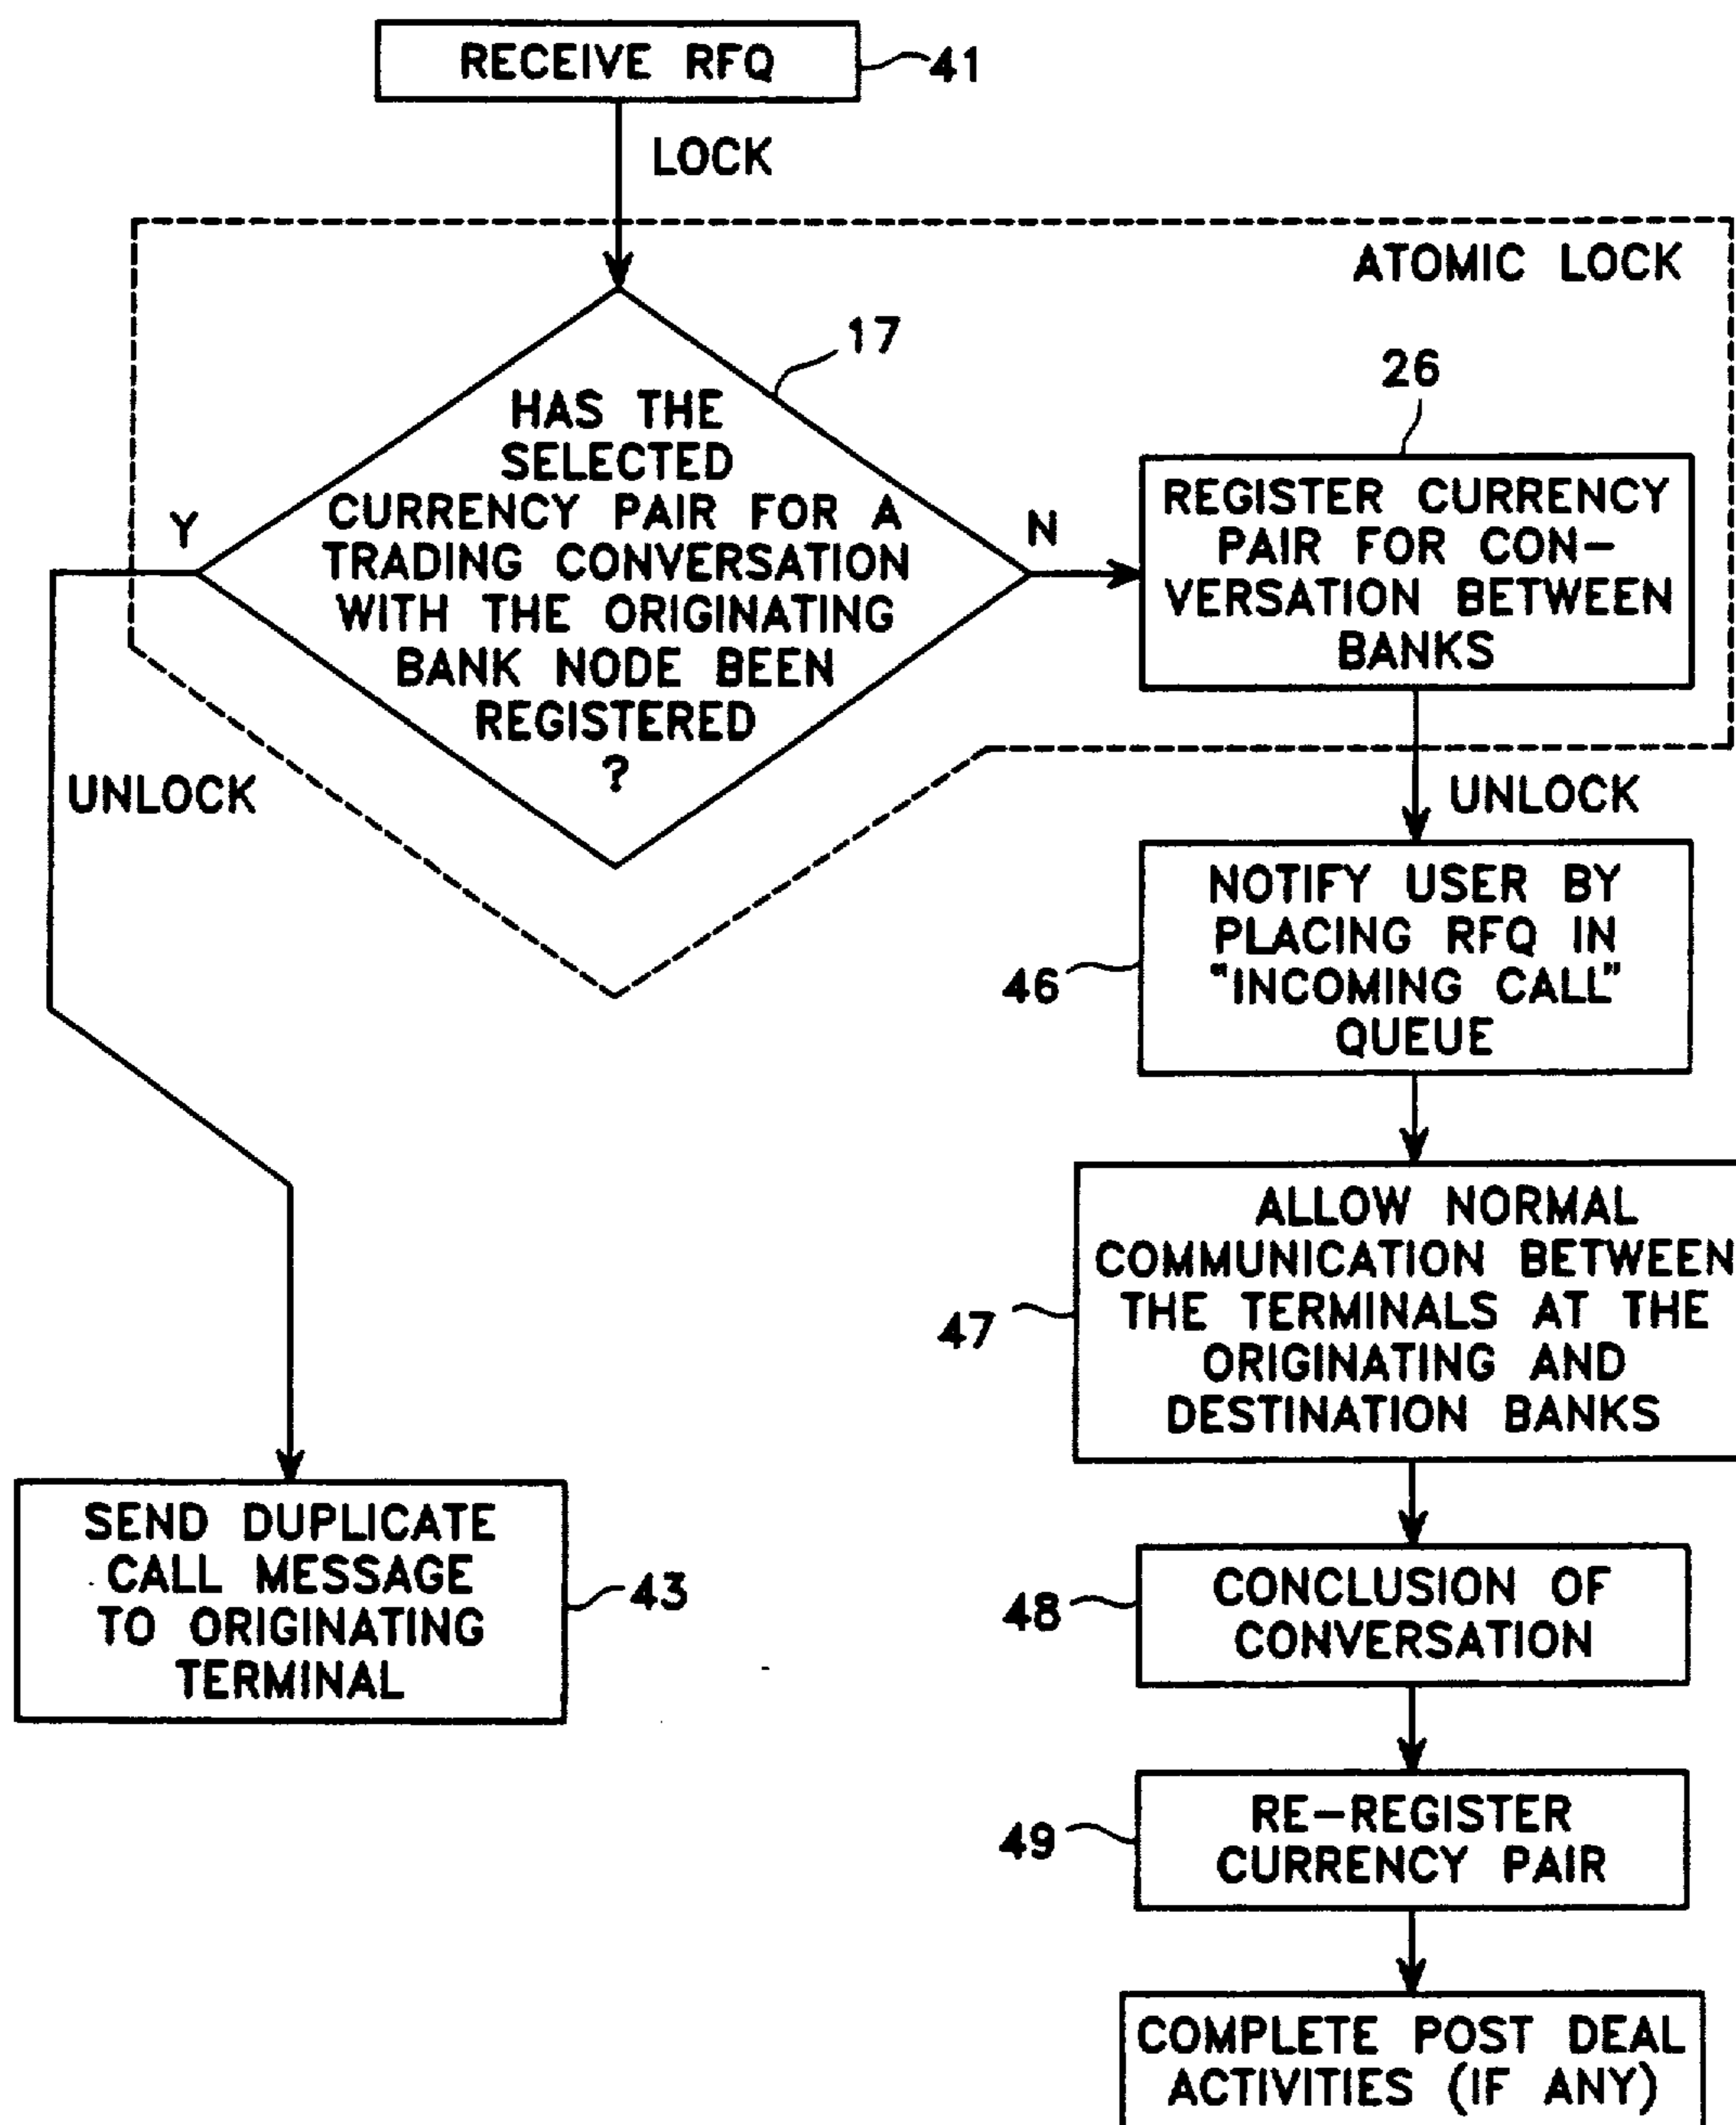 RECEIVE RFQ
41
LOCK
ATOMIC LOCK
17
HAS THE
SELECTED
CURRENCY PAIR FOR A
TRADING CONVERSATION
WITH THE ORIGINATING
BANK NODE BEEN
REGISTERED
?
Y
N
26
REGISTER CURRENCY
PAIR FOR CON-
VERSATION BETWEEN
BANKS
UNLOCK
UNLOCK
NOTIFY USER BY
PLACING RFQ IN
"INCOMING CALL"
QUEUE
46
ALLOW NORMAL
COMMUNICATION BETWEEN
THE TERMINALS AT THE
ORIGINATING AND
DESTINATION BANKS
47
SEND DUPLICATE
CALL MESSAGE
TO ORIGINATING
TERMINAL
43
CONCLUSION OF
CONVERSATION
48
RE-REGISTER
CURRENCY PAIR
49
COMPLETE POST DEAL
ACTIVITIES (IF ANY)